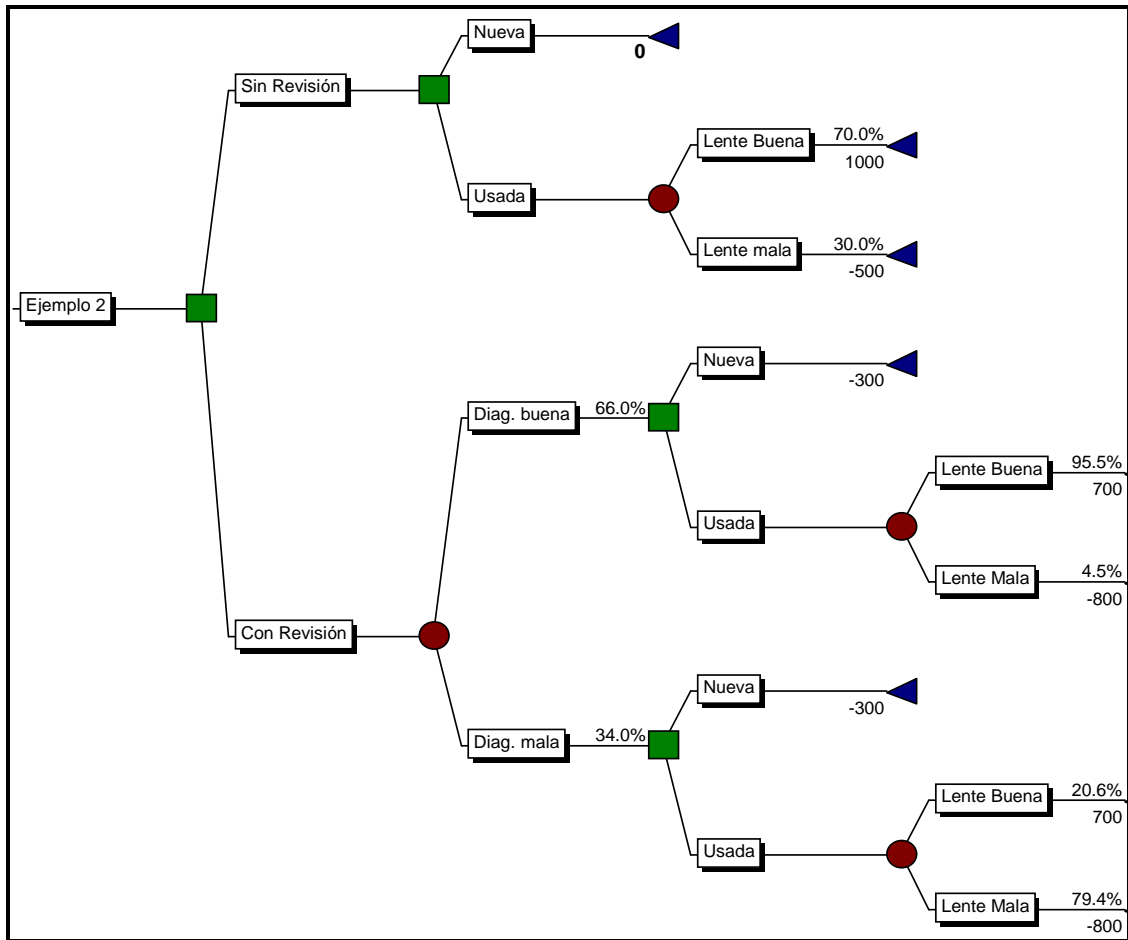 Nueva
0
Sin Revisión
Lente Buena
70.0%
1000
Usada
Lente mala
30.0%
-500
Ejemplo 2
Nueva
-300
Diag. buena
66.0%
Lente Buena
95.5%
700
Usada
Lente Mala
4.5%
-800
Con Revisión
Nueva
-300
Diag. mala
34.0%
Lente Buena
20.6%
700
Usada
Lente Mala
79.4%
-800